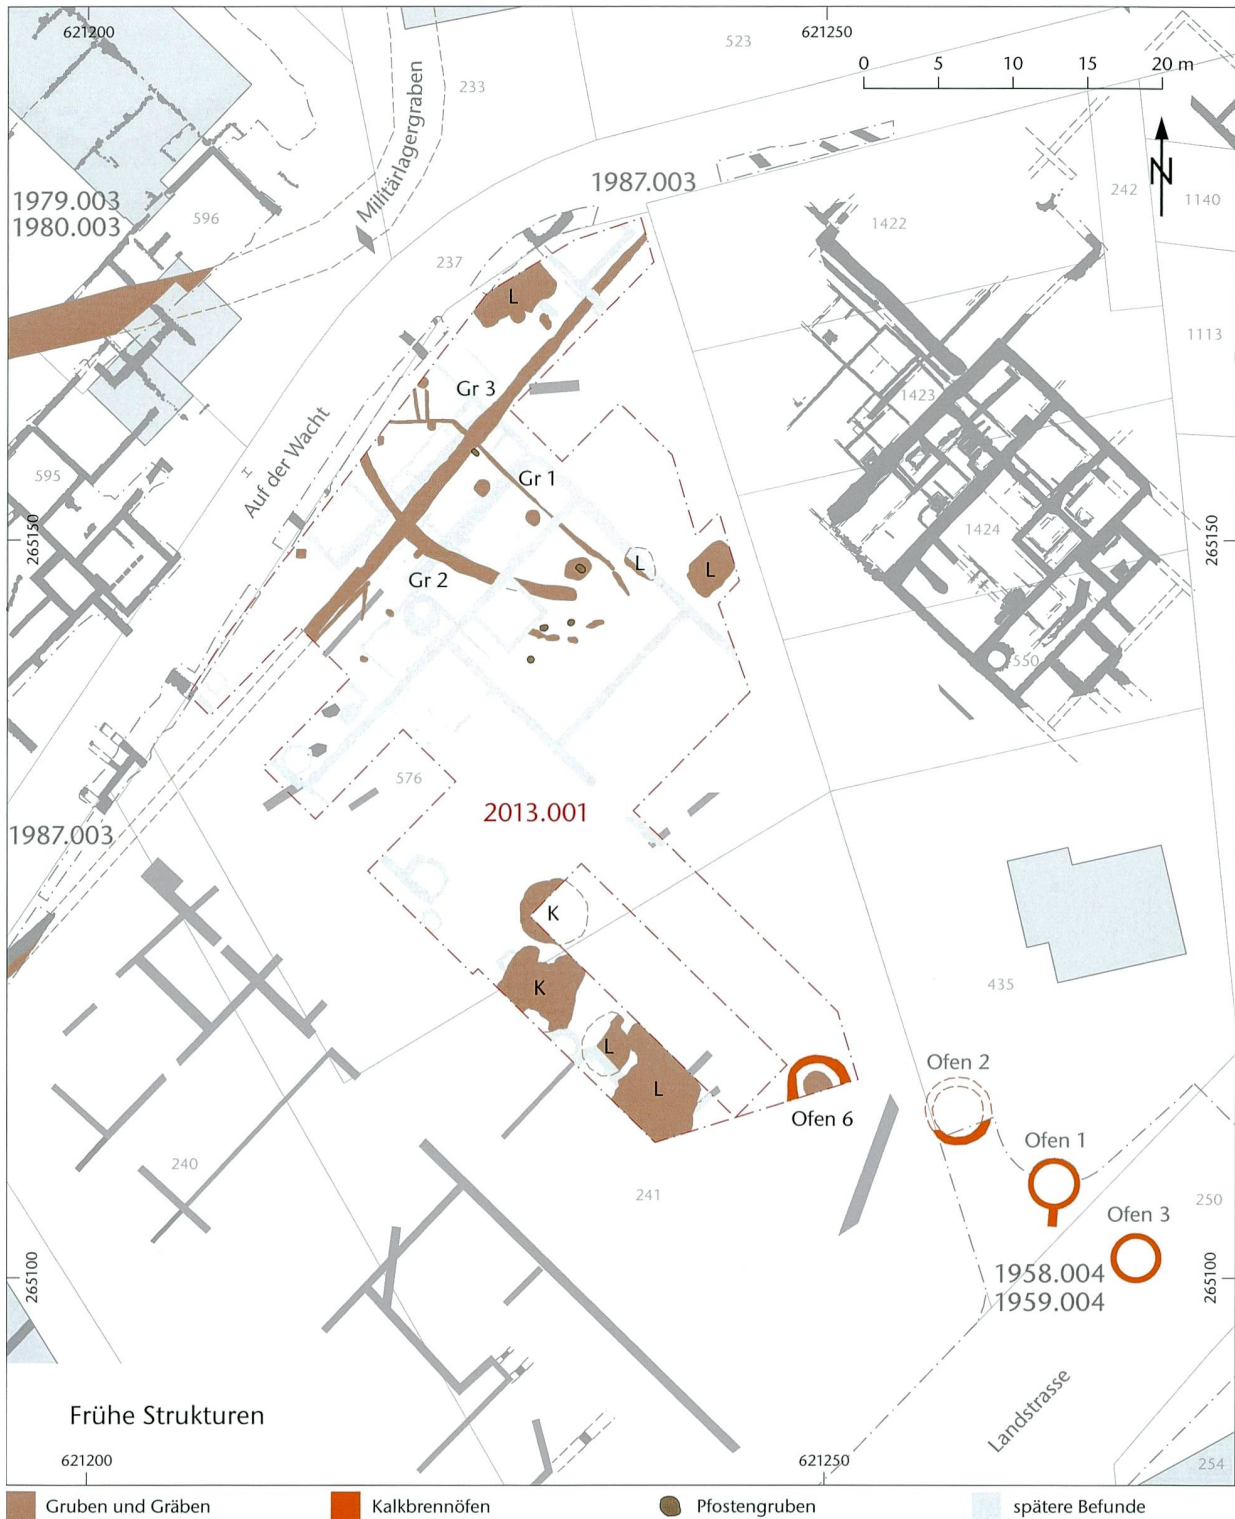 621200
621250
523
0 5 10 15 20 m
233
Militärlagergraben
1987.003
N
1979.003
1980.003
596
242
1140
1422
237
L
1113
Gr 3
1423
Auf der Wacht
595
Gr 1
1424
265150
265150
L
L
Gr 2
550
576
2013.001
1987.003
K
K
435
L
L
Ofen 2
Ofen 6
Ofen 1
240
241
250
Ofen 3
265100
1958.004
1959.004
265100
Landstrasse
Frühe Strukturen
621200
621250
254
Gruben und Gräben
Kalkbrennöfen
Pfostengruben
spätere Befunde